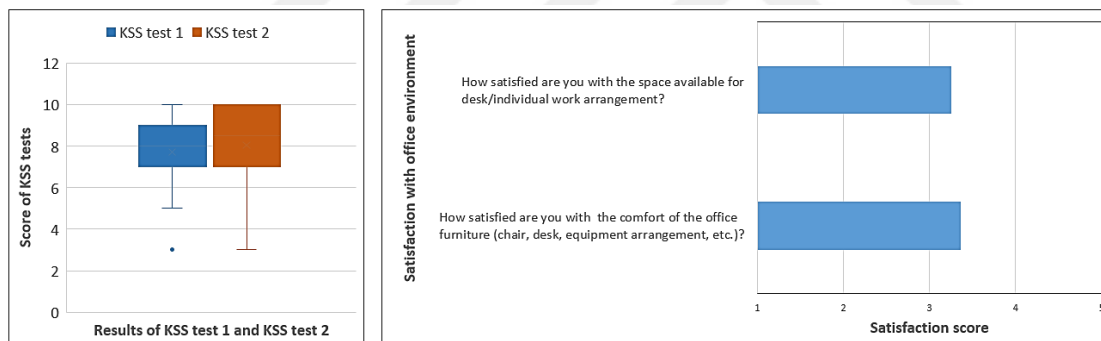 KSS test 1 KSS test 2
Score of KSS tests
12
10
8
6
4
2
0
Results of KSS test 1 and KSS test 2
Satisfaction with office environment
How satisfied are you with the space available for
desk/individual work arrangement?
How satisfied are you with the comfort of the office
furniture (chair, desk, equipment arrangement, etc.)?
1 2 3 4 5
Satisfaction score